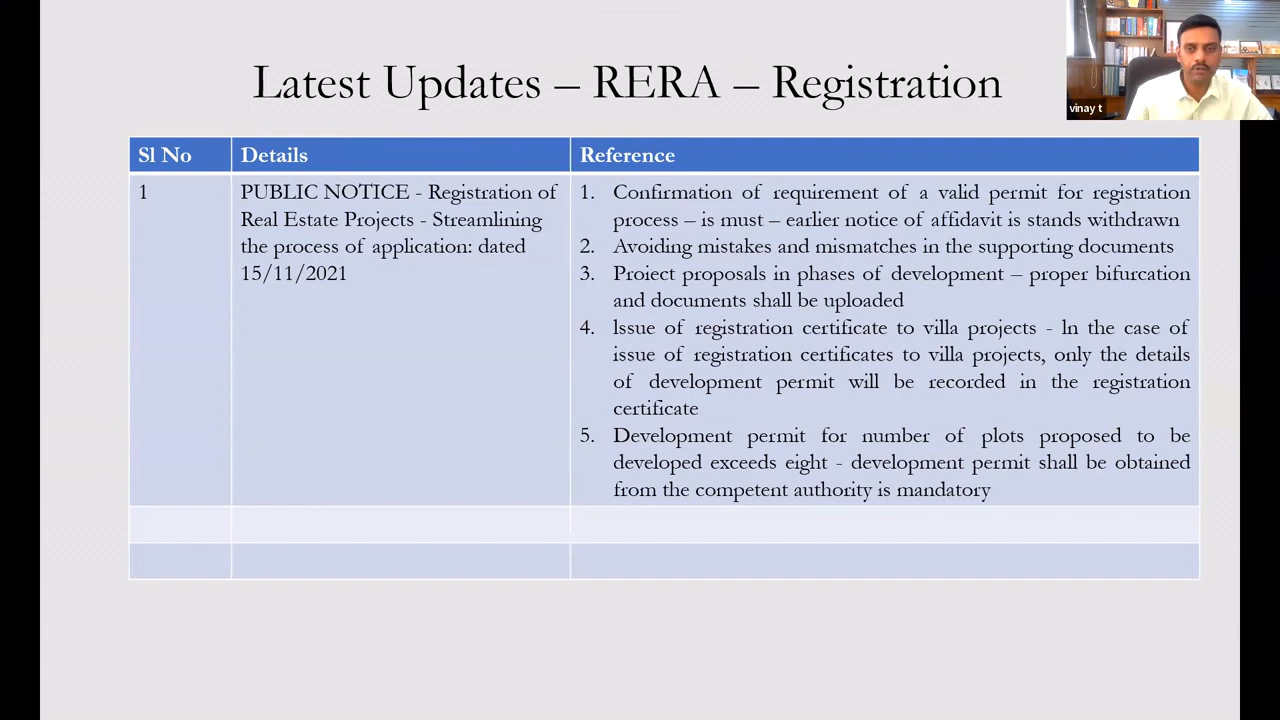 Latest Updates – RERA – Registration
vinay t
Sl No
Details
Reference
1
PUBLIC NOTICE - Registration of
Real Estate Projects - Streamlining
the process of application: dated
15/11/2021
1. Confirmation of requirement of a valid permit for registration
process – is must – earlier notice of affidavit is stands withdrawn
2. Avoiding mistakes and mismatches in the supporting documents
3. Project proposals in phases of development – proper bifurcation
and documents shall be uploaded
4. lssue of registration certificate to villa projects - ln the case of
issue of registration certificates to villa projects, only the details
of development permit will be recorded in the registration
certificate
5. Development permit for number of plots proposed to be
developed exceeds eight - development permit shall be obtained
from the competent authority is mandatory